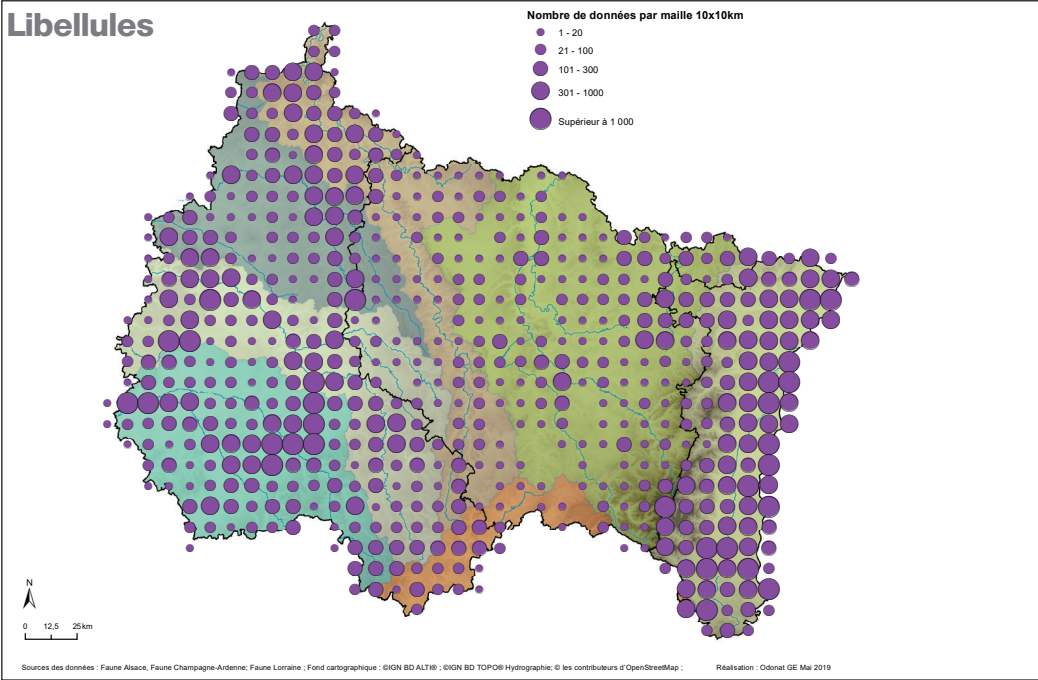 Libellules
Nombre de données par maille 10x10km
1 - 20
21 - 100
101 - 300
301 - 1000
Supérieur à 1 000
N
0 12,5 25km
Sources des données : Faune Alsace, Faune Champagne-Ardenne; Faune Lorraine ; Fond cartographique : ©IGN BD ALTI® ; ©IGN BD TOPO® Hydrographie; © les contributeurs d'OpenStreetMap ; Réalisation : Odonat GE Mai 2019